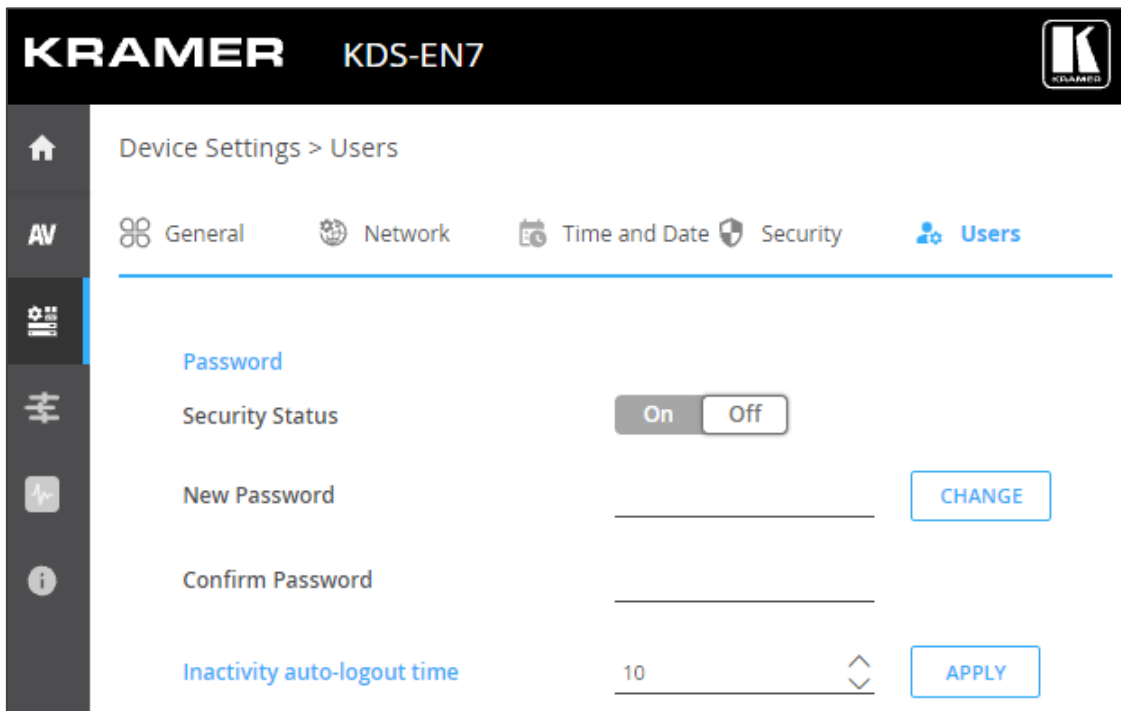 KRAMER KDS-EN7
KRAMER
Device Settings > Users
AV
General Network Time and Date Security Users
Password
Security Status On Off
New Password CHANGE
Confirm Password
Inactivity auto-logout time 10 APPLY